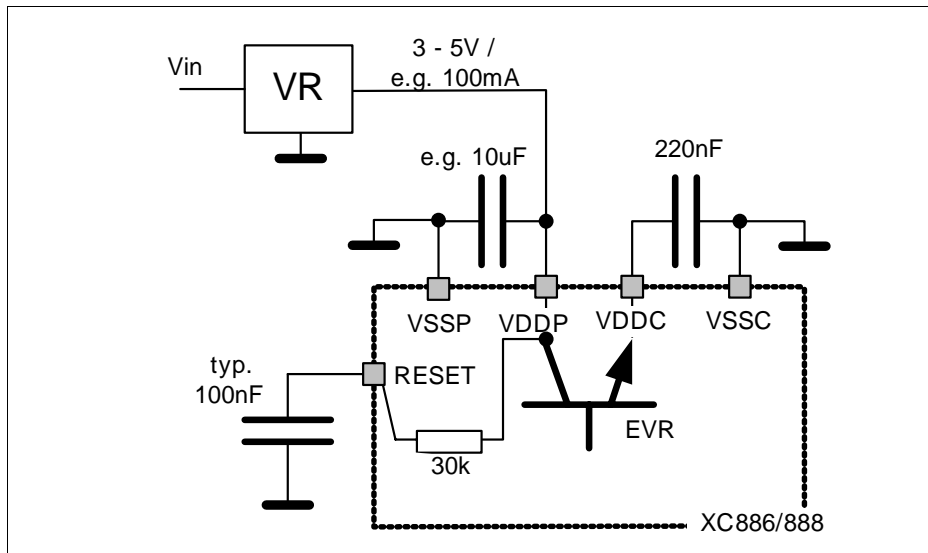 Vin
VR
3 - 5V /
e.g. 100mA
e.g. 10uF
220nF
VSSP
VDDP
VDDC
VSSC
typ.
100nF
RESET
30k
EVR
XC886/888